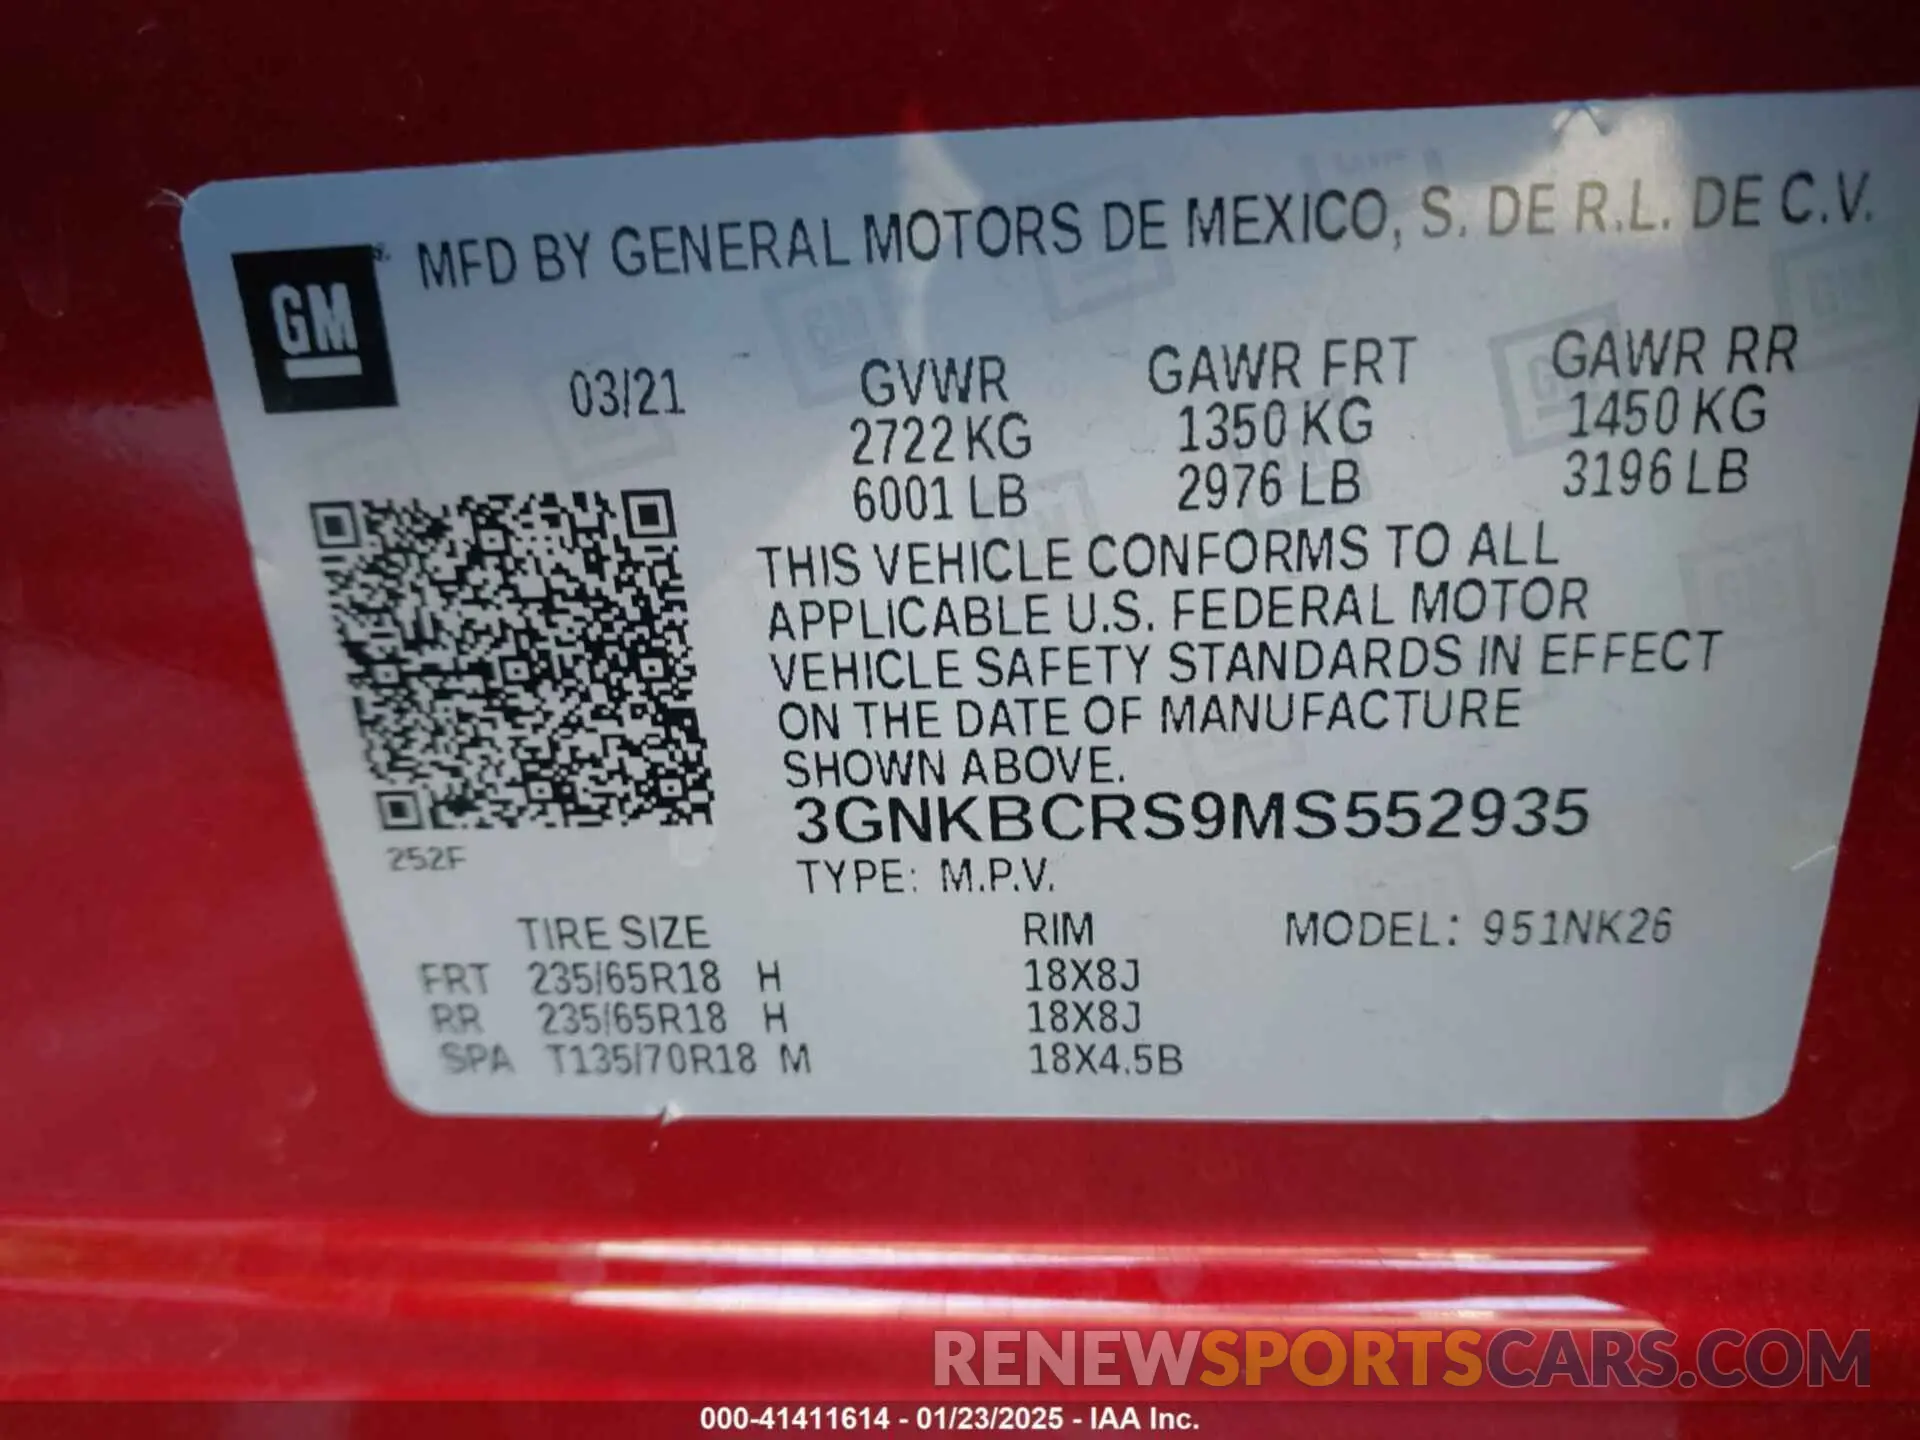 GM
MFD BY GENERAL MOTORS DE MEXICO, S. DE R.L. DE C.V.
03/21
GVWR GAWR FRT GAWR RR
2722 KG 1350 KG 1450 KG
6001 LB 2976 LB 3196 LB
THIS VEHICLE CONFORMS TO ALL
APPLICABLE U.S. FEDERAL MOTOR
VEHICLE SAFETY STANDARDS IN EFFECT
ON THE DATE OF MANUFACTURE
SHOWN ABOVE.
3GNKBCRS9MS552935
252F
TYPE: M.P.V.
TIRE SIZE RIM MODEL: 951NK26
FRT 235/65R18 H 18X8J
RR 235/65R18 H 18X8J
SPA T135/70R18 M 18X4.5B
RENEWSPORTSCARS.COM
000-41411614 - 01/23/2025 - IAA Inc.